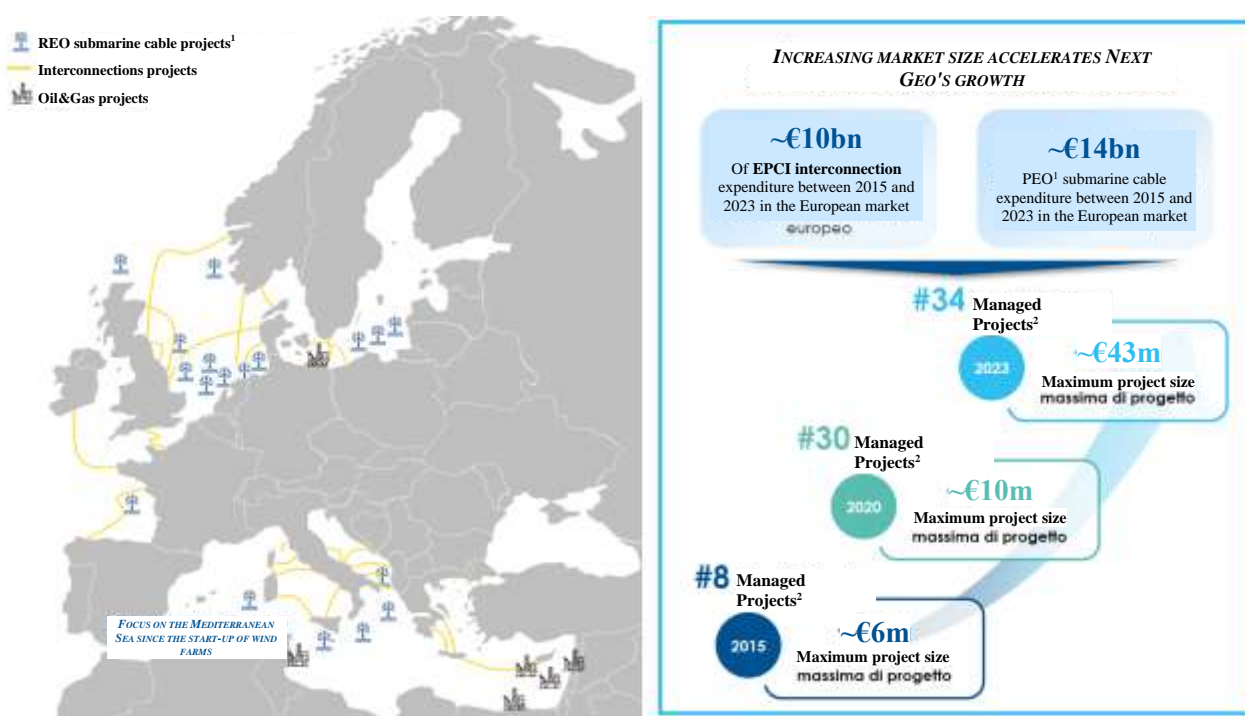 REO submarine cable projects¹
Interconnections projects
Oil&Gas projects
FOCUS ON THE MEDITERRANEAN
SEA SINCE THE START-UP OF WIND
FARMS
INCREASING MARKET SIZE ACCELERATES NEXT
GEO'S GROWTH
~€10bn
Of EPCI interconnection
expenditure between 2015 and
2023 in the European market
europeo
~€14bn
PEO¹ submarine cable
expenditure between 2015 and
2023 in the European market
#34 Managed
Projects²
2023
~€43m
Maximum project size
massima di progetto
#30 Managed
Projects²
2020
~€10m
Maximum project size
massima di progetto
#8 Managed
Projects²
2015
~€6m
Maximum project size
massima di progetto